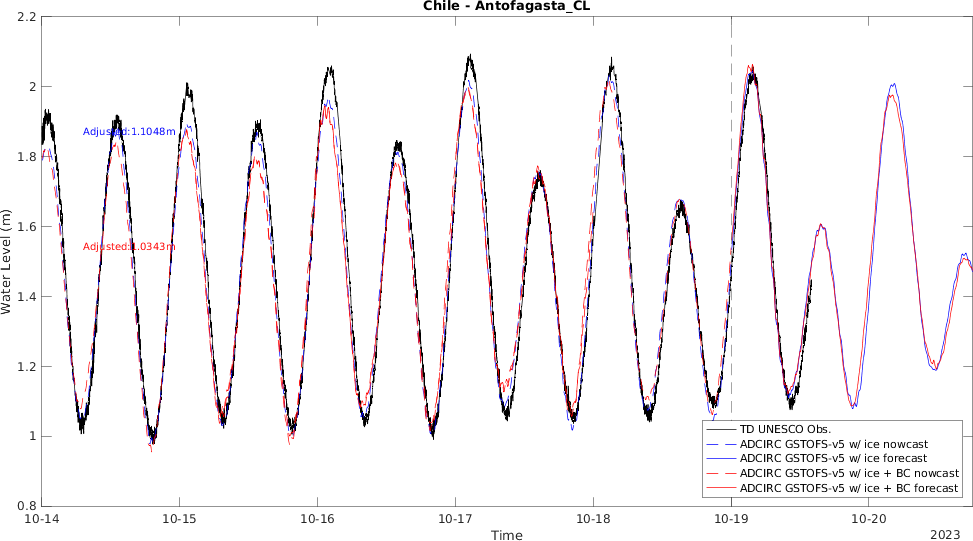 Chile - Antofagasta_CL
2.2
2
1.8
1.6
1.4
1.2
1
0.8
Water Level (m)
Adjusted:1.1048m
Adjusted:1.0343m
TD UNESCO Obs.
ADCIRC GSTOFS-v5 w/ ice nowcast
ADCIRC GSTOFS-v5 w/ ice forecast
ADCIRC GSTOFS-v5 w/ ice + BC nowcast
ADCIRC GSTOFS-v5 w/ ice + BC forecast
10-14 10-15 10-16 10-17 10-18 10-19 10-20
Time
2023